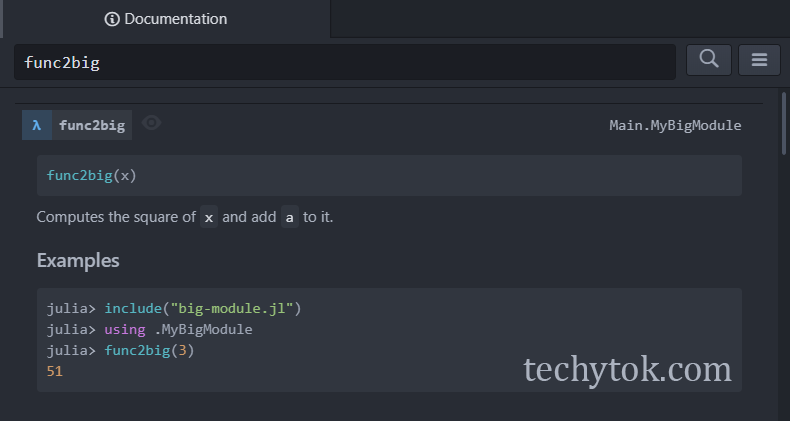 Documentation
func2big
λ func2big Main.MyBigModule
func2big(x)
Computes the square of x and add a to it.
Examples
julia> include("big-module.jl")
julia> using .MyBigModule
julia> func2big(3)
51
techytok.com